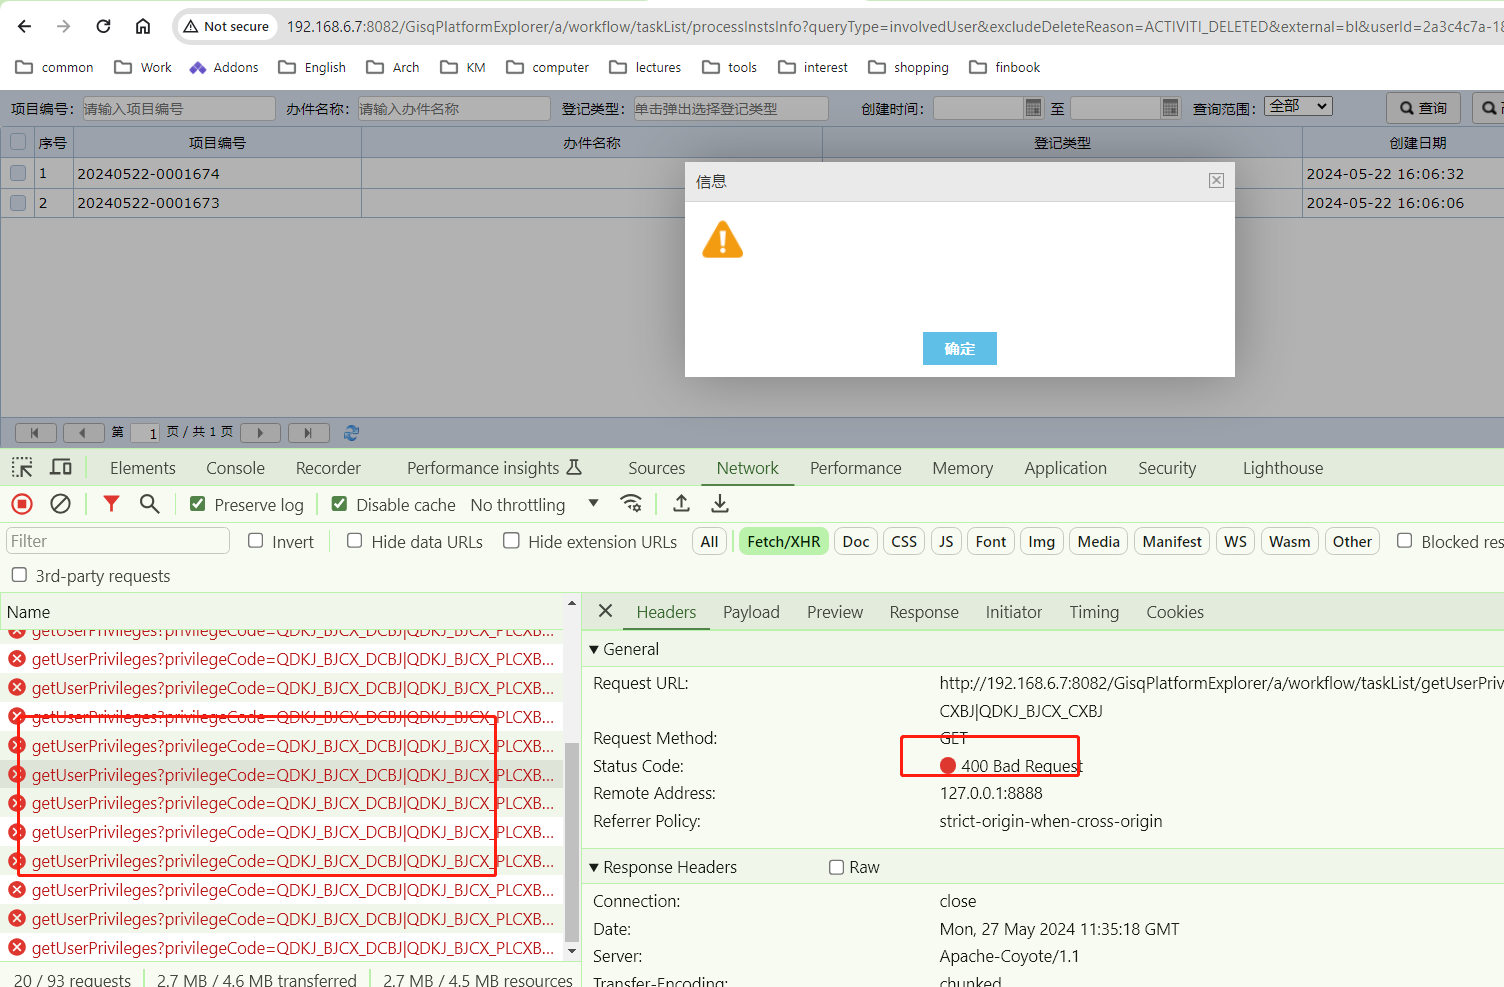 Not secure
192.168.6.7:8082/GisqPlatformExplorer/a/workflow/taskList/processInstsInfo?queryType=involvedUser&excludeDeleteReason=ACTIVITI_DELETED&external=bl&userId=2a3c4c7a-18
common Work Addons English Arch KM computer lectures tools interest shopping finbook
项目编号: 请输入项目编号 办件名称: 请输入办件名称 登记类型: 单击弹出选择登记类型 创建时间: 至 查询范围: 全部 查询
序号 项目编号 办件名称 登记类型 创建日期
1 20240522-0001674 2024-05-22 16:06:32
2 20240522-0001673 2024-05-22 16:06:06
信息
确定
第 1 页 / 共 1 页
Elements Console Recorder Performance insights Sources Network Performance Memory Application Security Lighthouse
Preserve log Disable cache No throttling
Filter Invert Hide data URLs Hide extension URLs All Fetch/XHR Doc CSS JS Font Img Media Manifest WS Wasm Other Blocked res
3rd-party requests
Name
getUserPrivileges?privilegeCode=QDKJ_BJCX_DCBJ|QDKJ_BJCX_PLCXB...
getUserPrivileges?privilegeCode=QDKJ_BJCX_DCBJ|QDKJ_BJCX_PLCXB...
getUserPrivileges?privilegeCode=QDKJ_BJCX_DCBJ|QDKJ_BJCX_PLCXB...
getUserPrivileges?privilegeCode=QDKJ_BJCX_DCBJ|QDKJ_BJCX_PLCXB...
getUserPrivileges?privilegeCode=QDKJ_BJCX_DCBJ|QDKJ_BJCX_PLCXB...
getUserPrivileges?privilegeCode=QDKJ_BJCX_DCBJ|QDKJ_BJCX_PLCXB...
getUserPrivileges?privilegeCode=QDKJ_BJCX_DCBJ|QDKJ_BJCX_PLCXB...
getUserPrivileges?privilegeCode=QDKJ_BJCX_DCBJ|QDKJ_BJCX_PLCXB...
getUserPrivileges?privilegeCode=QDKJ_BJCX_DCBJ|QDKJ_BJCX_PLCXB...
getUserPrivileges?privilegeCode=QDKJ_BJCX_DCBJ|QDKJ_BJCX_PLCXB...
getUserPrivileges?privilegeCode=QDKJ_BJCX_DCBJ|QDKJ_BJCX_PLCXB...
getUserPrivileges?privilegeCode=QDKJ_BJCX_DCBJ|QDKJ_BJCX_PLCXB...
20 / 93 requests 2.7 MB / 4.6 MB transferred 2.7 MB / 4.5 MB resources
Headers Payload Preview Response Initiator Timing Cookies
General
Request URL: http://192.168.6.7:8082/GisqPlatformExplorer/a/workflow/taskList/getUserPriv
CXBJ|QDKJ_BJCX_CXBJ
Request Method: GET
Status Code: 400 Bad Request
Remote Address: 127.0.0.1:8888
Referrer Policy: strict-origin-when-cross-origin
Response Headers Raw
Connection: close
Date: Mon, 27 May 2024 11:35:18 GMT
Server: Apache-Coyote/1.1
Transfer-Encoding: chunked